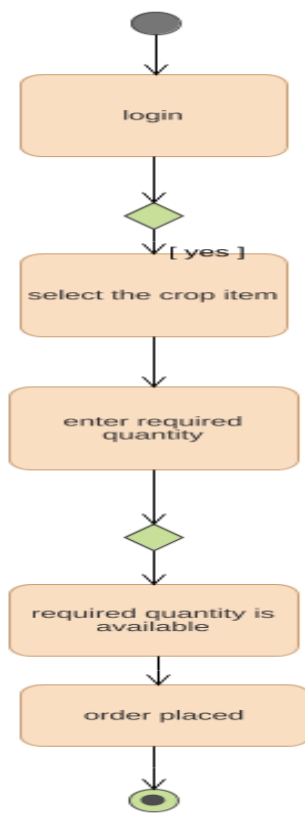 login
[ yes ]
select the crop item
enter required
quantity
required quantity is
available
order placed